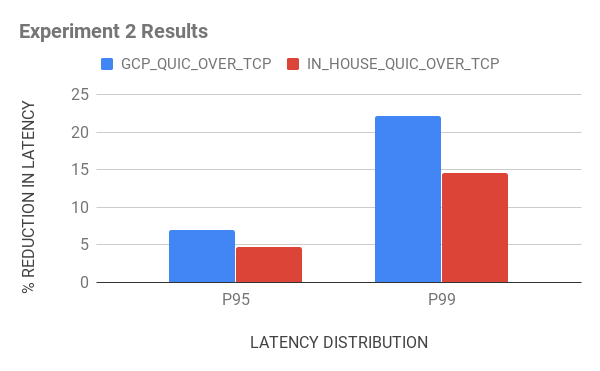 Experiment 2 Results
GCP_QUIC_OVER_TCP
IN_HOUSE_QUIC_OVER_TCP
% REDUCTION IN LATENCY
25
20
15
10
5
0
P95
P99
LATENCY DISTRIBUTION